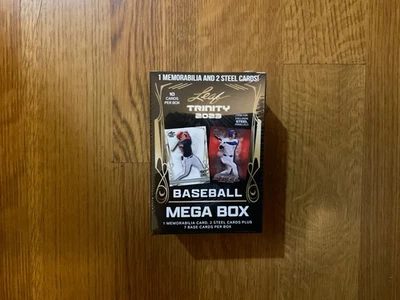 1 MEMORABILIA AND 2 STEEL CARDS!
10
CARDS
PER BOX
Leaf
TRINITY
2023
STEEL
BASEBALL
MEGA BOX
1 MEMORABILIA CARD, 2 STEEL CARDS PLUS
7 BASE CARDS PER BOX